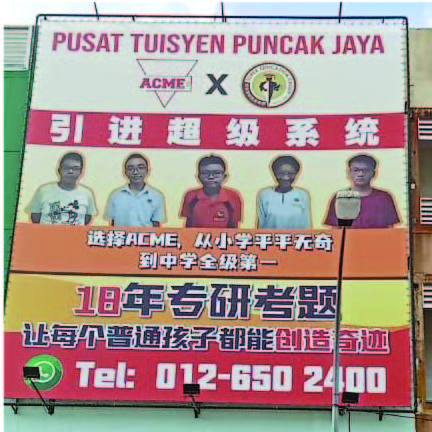 PUSAT TUISYEN PUNCAK JAYA
ACME X
引进超级系统
选择ACME，从小学平平无奇
到中学全级第一
18年专研考题
让每个普通孩子都能创造奇迹
Tel: 012-650 2400